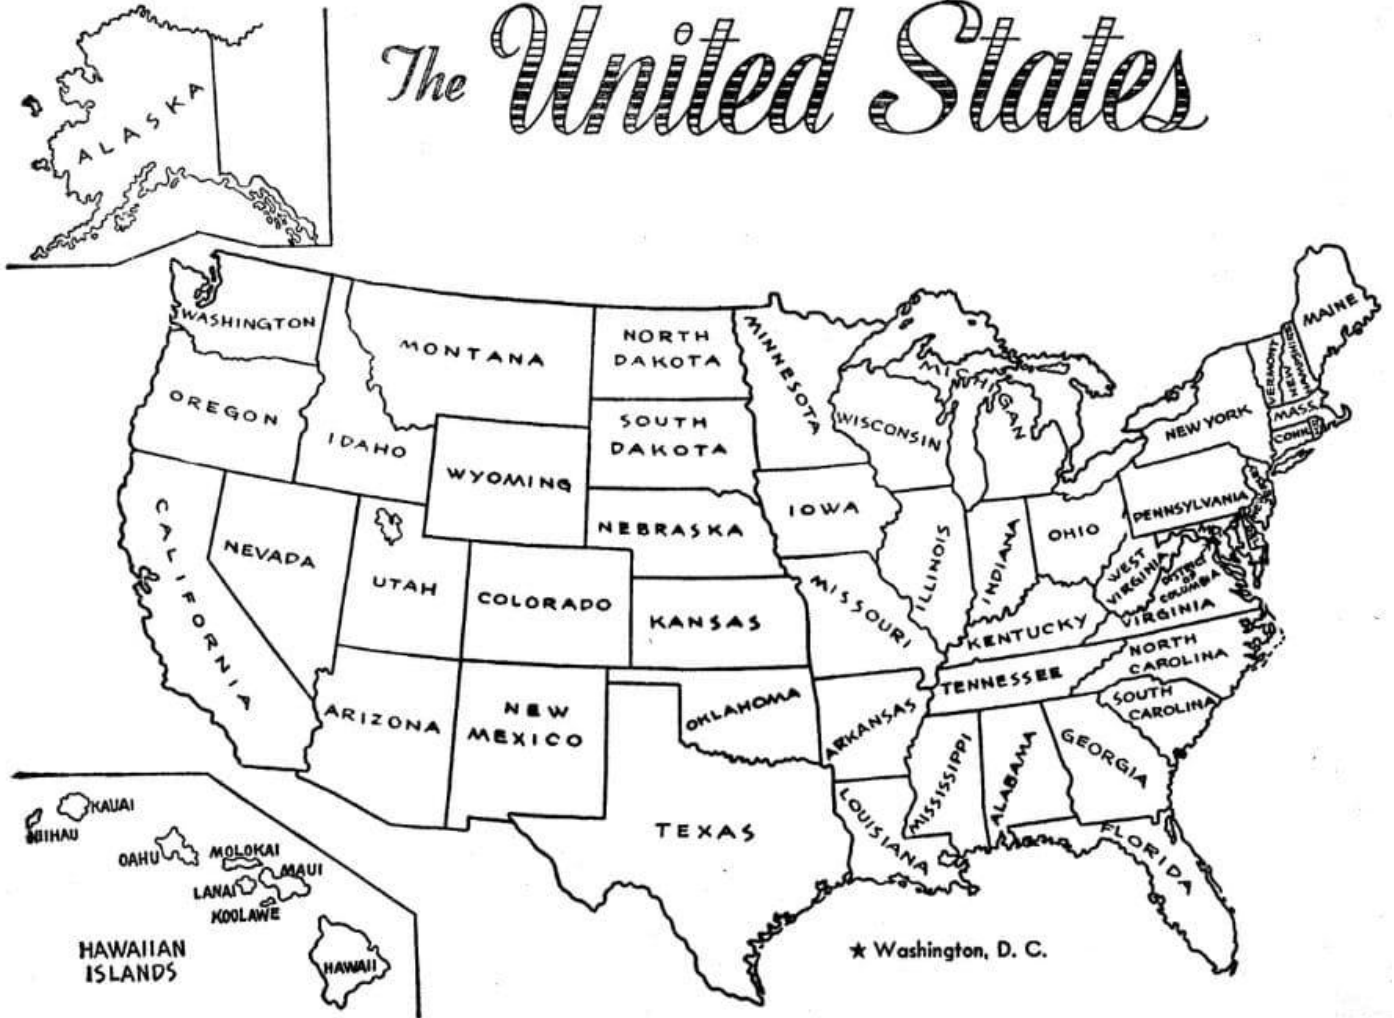 The United States
ALASKA
WASHINGTON
MONTANA
NORTH
DAKOTA
MINNESOTA
MAINE
VERMONT
NEW
HAMPSHIRE
OREGON
IDAHO
SOUTH
DAKOTA
WISCONSIN
MICHIGAN
NEW YORK
MASS.
CONN.
WYOMING
IOWA
PENNSYLVANIA
CALIFORNIA
NEVADA
UTAH
COLORADO
NEBRASKA
KANSAS
MISSOURI
ILLINOIS
INDIANA
OHIO
WEST
VIRGINIA
DISTRICT
OF
COLUMBIA
VIRGINIA
KENTUCKY
TENNESSEE
NORTH
CAROLINA
SOUTH
CAROLINA
ARIZONA
NEW
MEXICO
OKLAHOMA
ARKANSAS
MISSISSIPPI
ALABAMA
GEORGIA
TEXAS
LOUISIANA
FLORIDA
KAUAI
NIIHAU
OAHU
MOLOKAI
MAUI
LANAI
KOOLAWE
HAWAII
HAWAIIAN
ISLANDS
★ Washington, D. C.